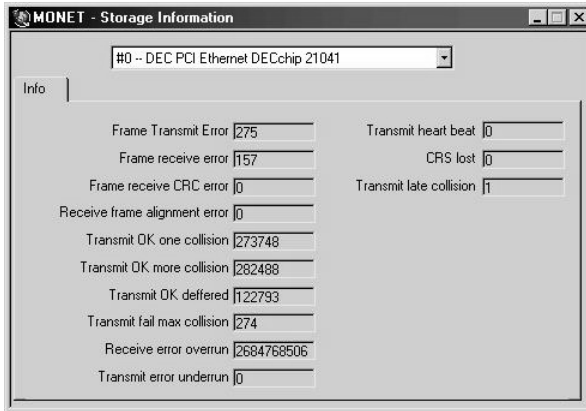 MONET - Storage Information
#0 -- DEC PCI Ethernet DECchip 21041
Info
Frame Transmit Error 275
Frame receive error 157
Frame receive CRC error 0
Receive frame alignment error 0
Transmit OK one collision 273748
Transmit OK more collision 282488
Transmit OK deffered 122793
Transmit fail max collision 274
Receive error overrun 2684768506
Transmit error underrun 0
Transmit heart beat 0
CRS lost 0
Transmit late collision 1